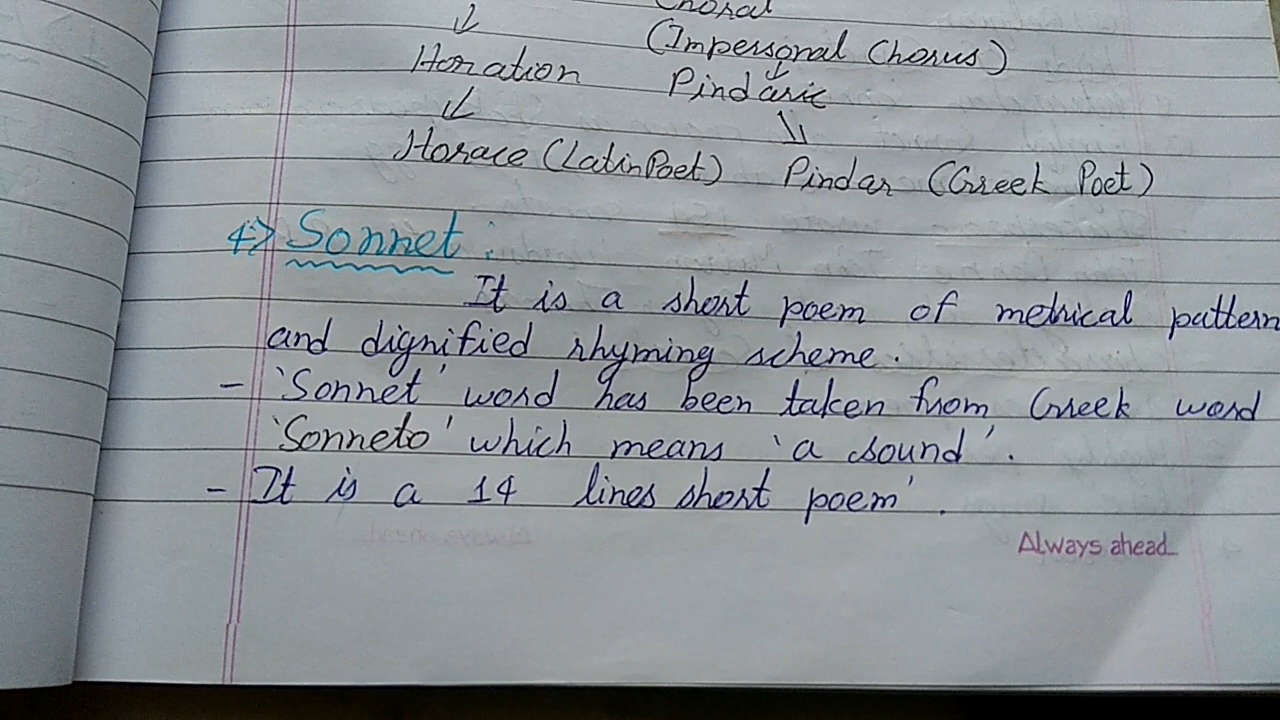 Choral
(Impersonal Chorus)
Horation Pindaric
Horace (Latin Poet) Pindar (Greek Poet)
4> Sonnet :
It is a short poem of metrical pattern
and dignified rhyming scheme.
- 'Sonnet' word has been taken from Greek word
'Sonneto' which means 'a sound'.
- It is a 14 lines short poem'.
Always ahead